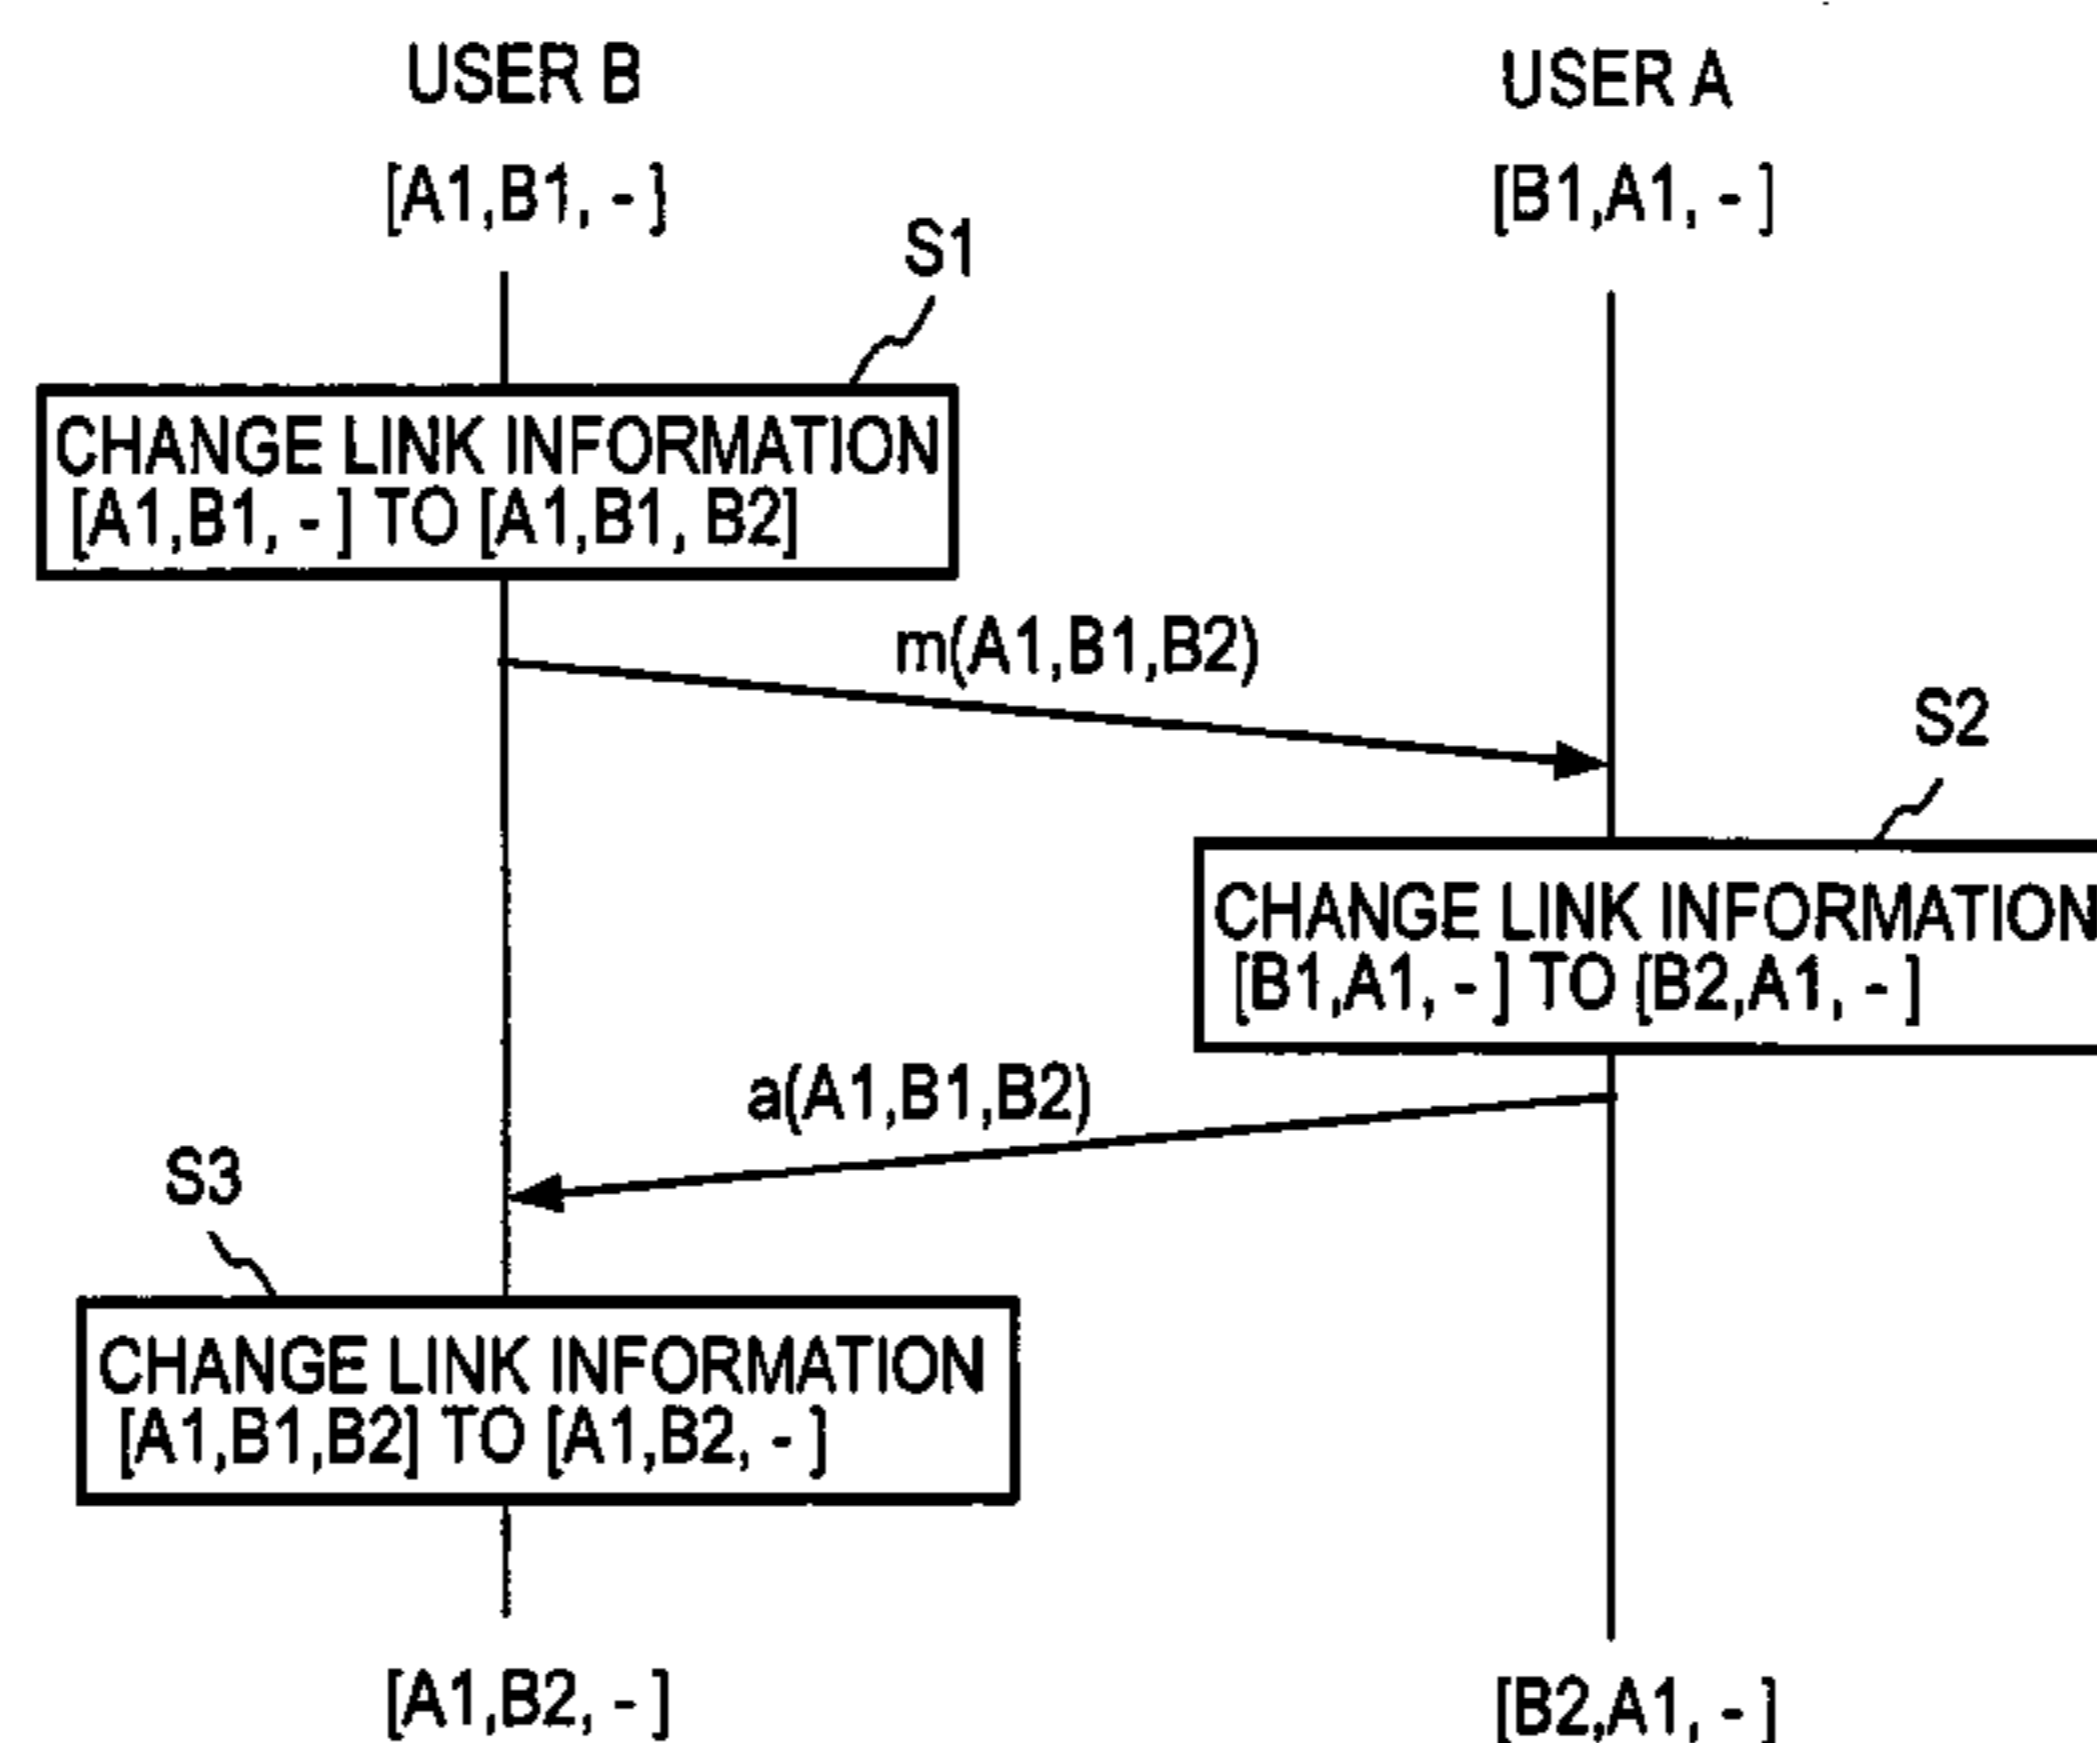 USER B
USER A
[A1,B1, - ]
[B1,A1, - ]
S1
CHANGE LINK INFORMATION
[A1,B1, - ] TO [A1,B1, B2]
m(A1,B1,B2)
S2
CHANGE LINK INFORMATION
[B1,A1, - ] TO [B2,A1, - ]
a(A1,B1,B2)
S3
CHANGE LINK INFORMATION
[A1,B1,B2] TO [A1,B2, - ]
[A1,B2, - ]
[B2,A1, - ]